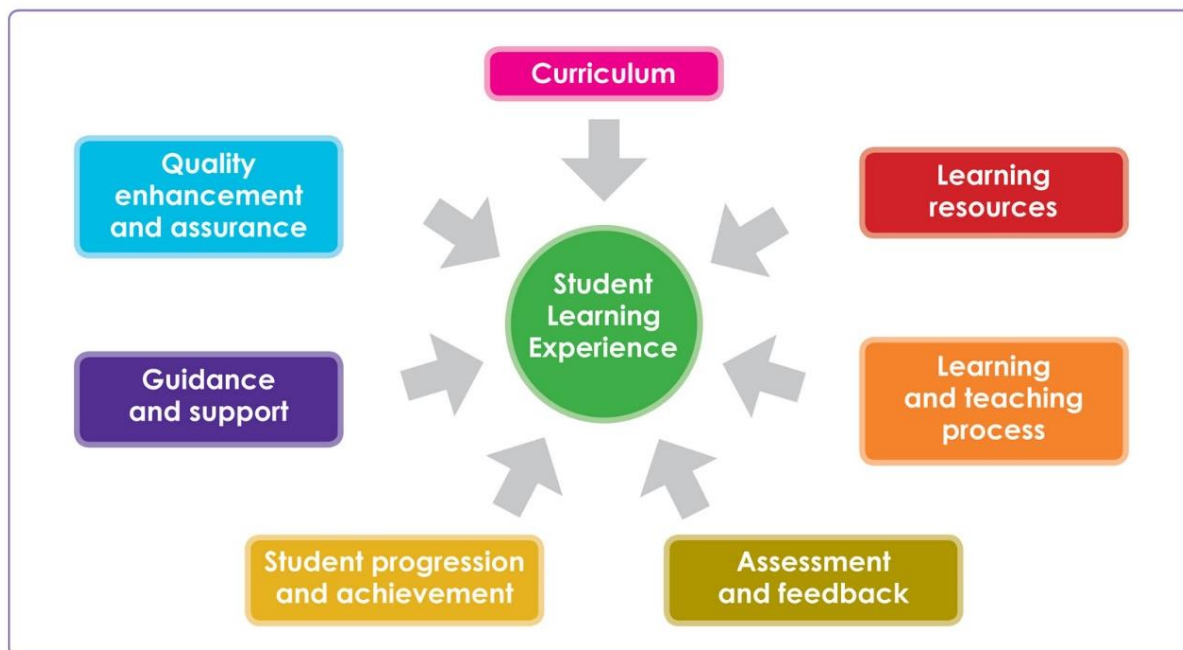 Curriculum
Quality
enhancement
and assurance
Learning
resources
Student
Learning
Experience
Guidance
and support
Learning
and teaching
process
Student progression
and achievement
Assessment
and feedback